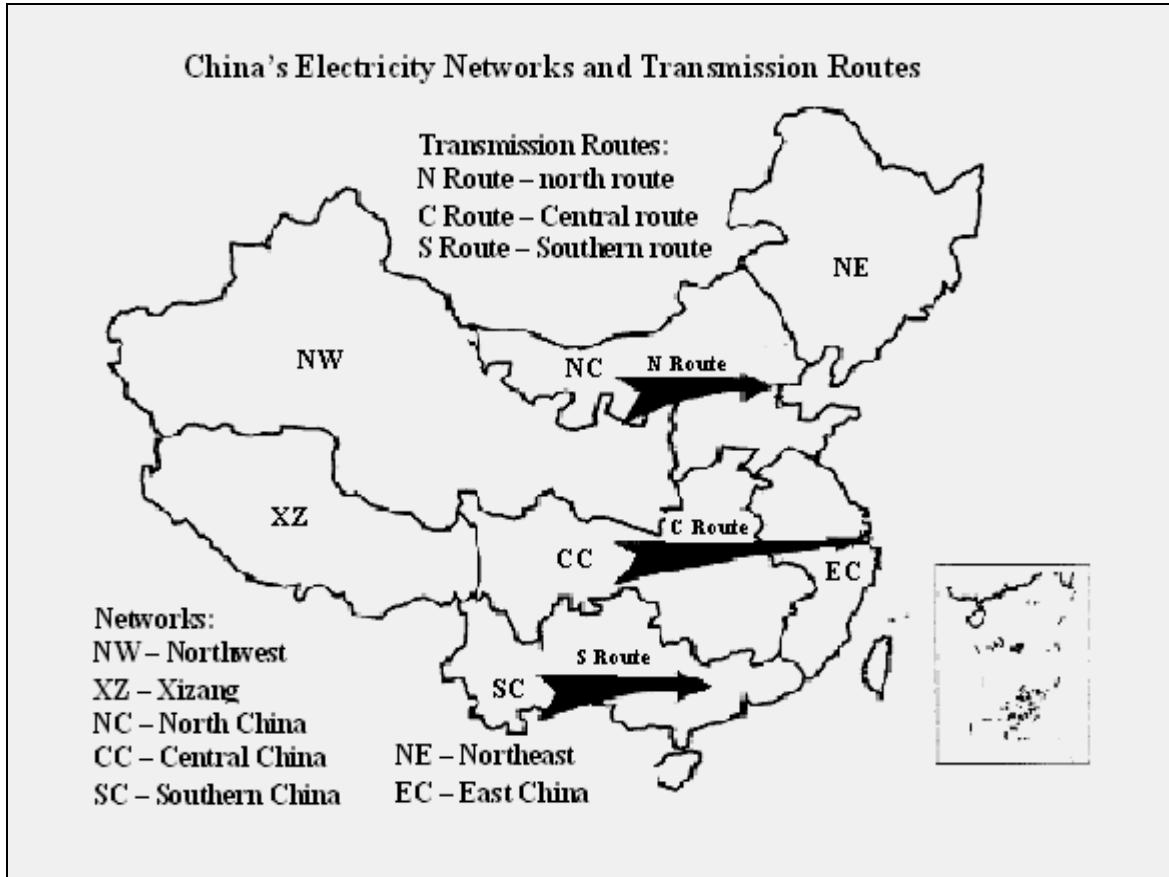 China's Electricity Networks and Transmission Routes
Transmission Routes:
N Route – north route
C Route – Central route
S Route – Southern route
NE
NW
NC
N Route
XZ
C Route
CC
EC
S Route
SC
Networks:
NW – Northwest
XZ – Xizang
NC – North China
CC – Central China
SC – Southern China
NE – Northeast
EC – East China